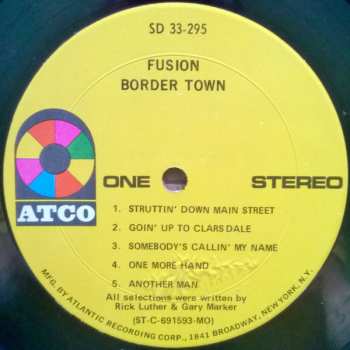 SD 33-295
FUSION
BORDER TOWN
ATCO
ONE
STEREO
1 STRUTTIN' DOWN MAIN STREET
2 GOIN' UP TO CLARSDALE
3 SOMEBODY'S CALLIN' MY NAME
4 ONE MORE HAND
5 ANOTHER MAN
All selections were written by
Rick Luther & Gary Marker
(ST-C-691593-MO)
MFG. BY ATLANTIC RECORDING CORP., 1841 BROADWAY, NEW YORK, N.Y.